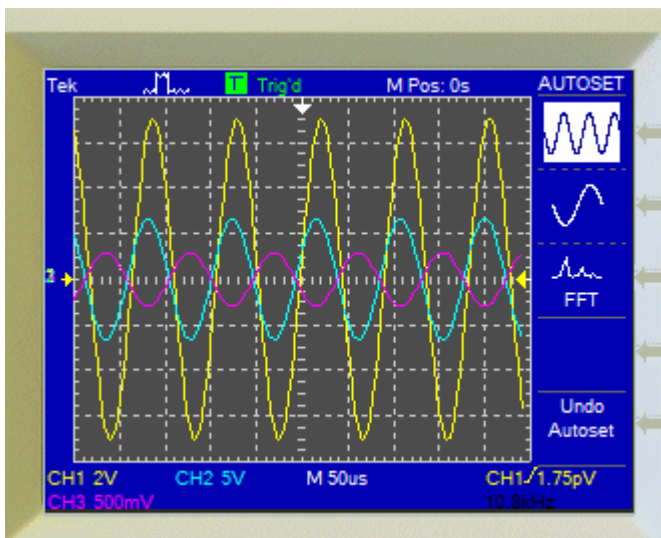 Tek T Trig'd M Pos: 0s AUTOSET
FFT
2
Undo
Autoset
CH1 2V CH2 5V M 50us CH1 1.75pV
CH3 500mV 10.8kHz